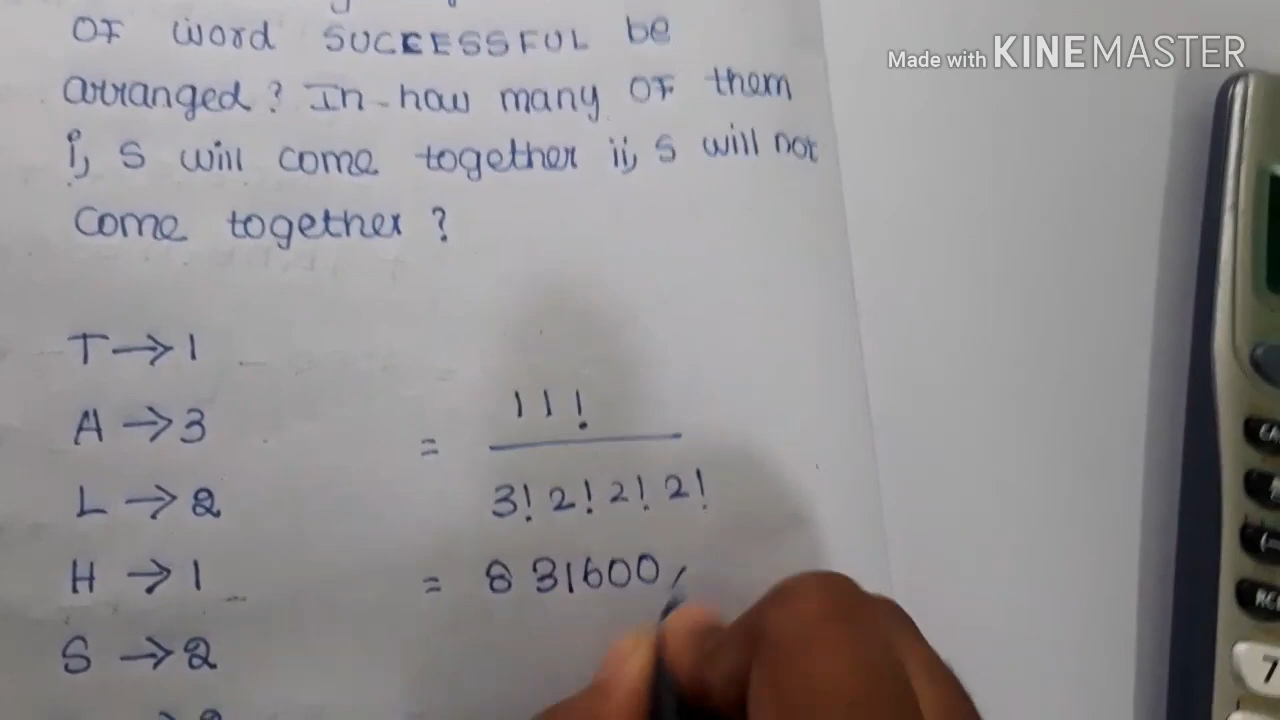 OF word SUCCESSFUL be
Made with KINEMASTER
arranged? In how many OF them
i, S will come together ii, S will not
come together ?
T → 1
A → 3
L → 2
H → 1
S → 2
= 11!
3! 2! 2! 2!
= 831600
7